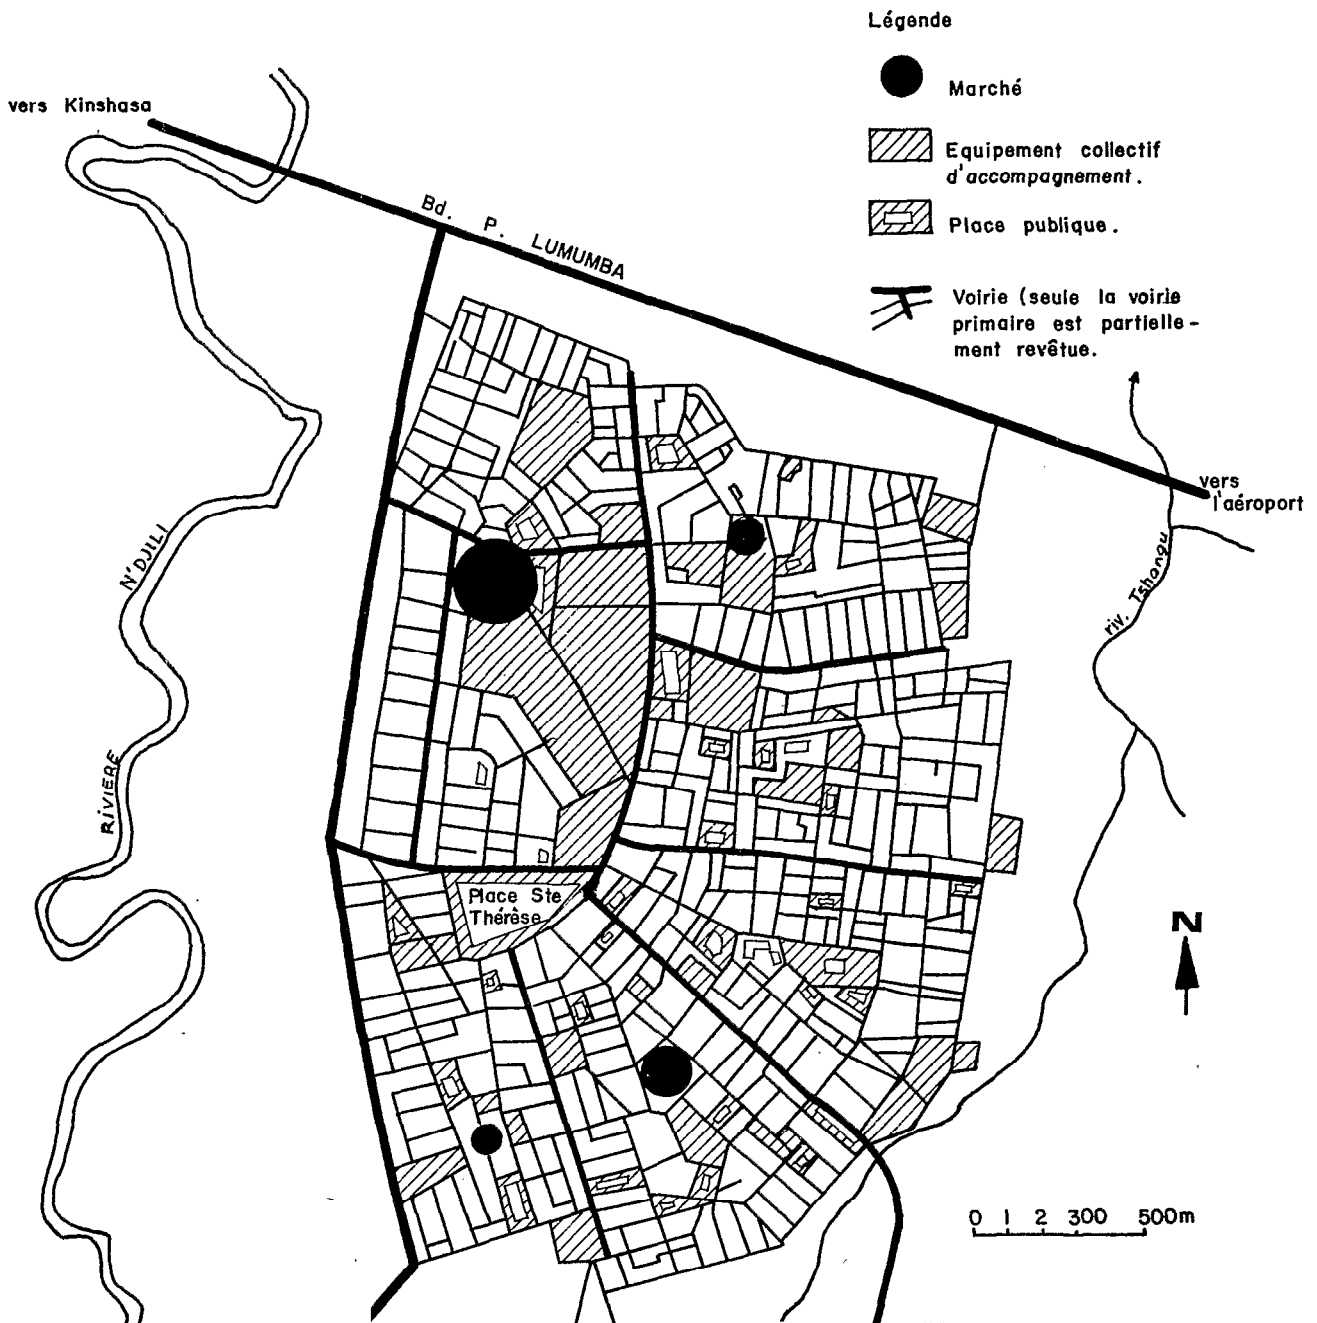 Légende
Marché
Equipement collectif
d'accompagnement.
Place publique.
Voirie (seule la voirie
primaire est partielle-
ment revêtue.
vers Kinshasa
Bd. P. LUMUMBA
vers
l'aéroport
N'DJILI
RIVIERE
riv. Tshangu
Place Ste
Thérèse
N
0 1 2 300 500m